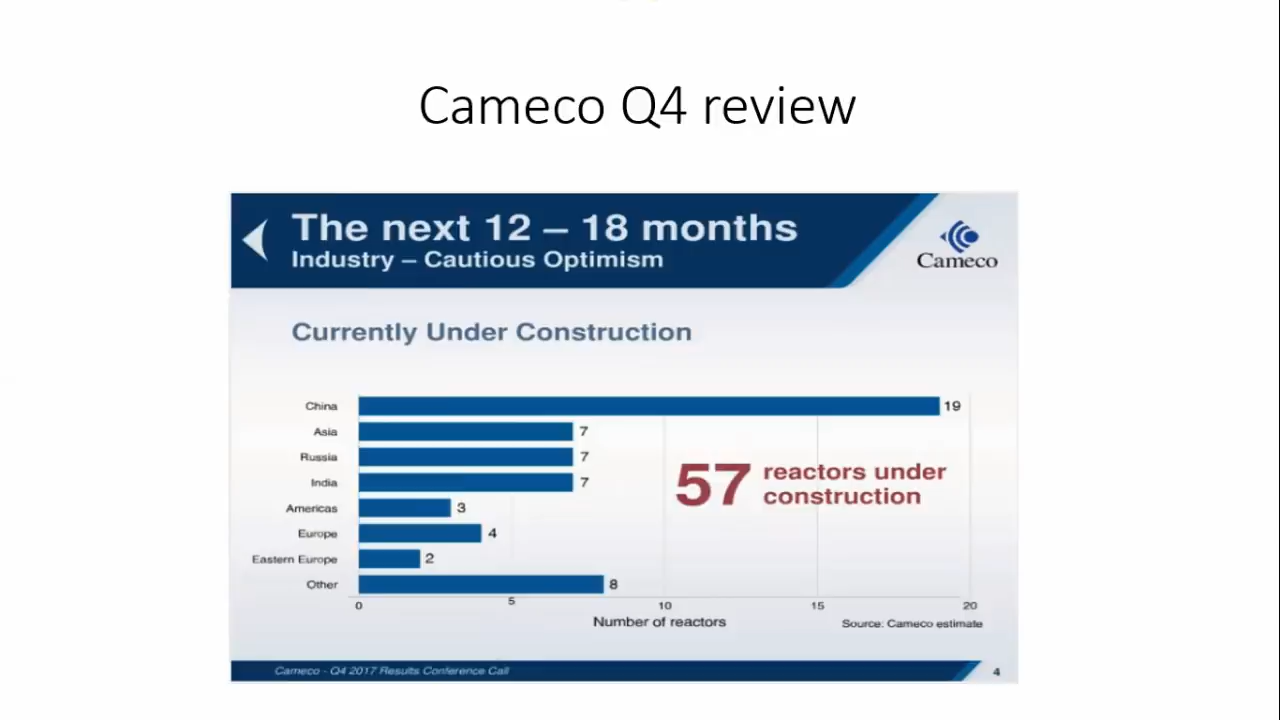 Cameco Q4 review
The next 12 – 18 months
Industry – Cautious Optimism
Cameco
Currently Under Construction
China 19
Asia 7
Russia 7
India 7
Americas 3
Europe 4
Eastern Europe 2
Other 8
57 reactors under
construction
0 5 10 15 20
Number of reactors
Source: Cameco estimate
Cameco - Q4 2017 Results Conference Call
4